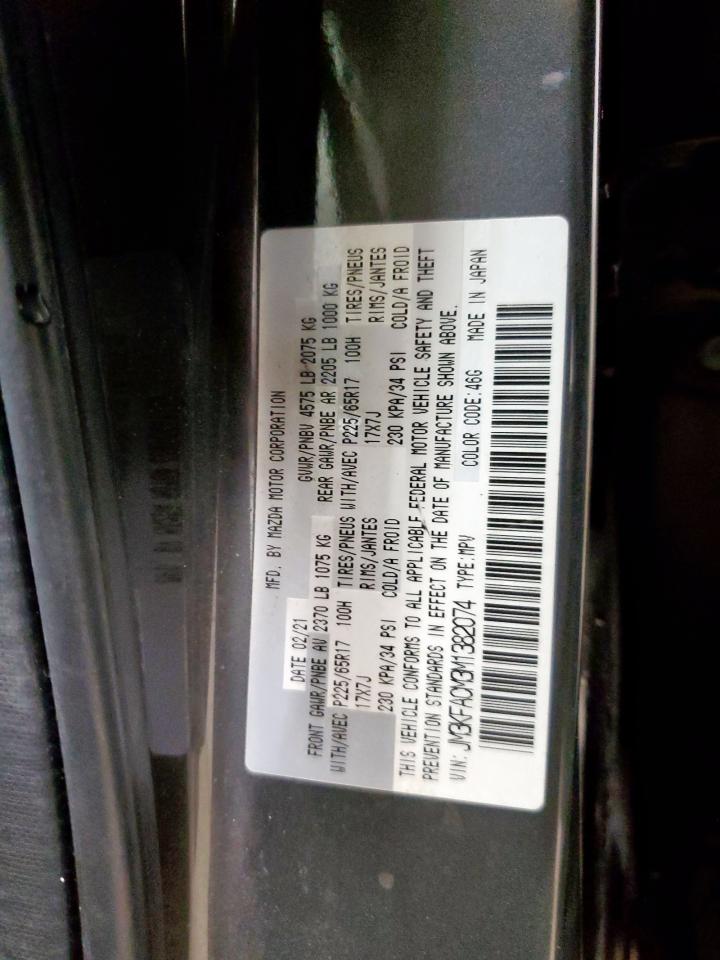 MFD. BY MAZDA MOTOR CORPORATION
DATE 02/21 GVWR/PNBV 4575 LB 2075 KG
FRONT GAWR/PNBE AV 2370 LB 1075 KG REAR GAWR/PNBE AR 2205 LB 1000 KG
WITH/AVEC P225/65R17 100H TIRES/PNEUS WITH/AVEC P225/65R17 100H TIRES/PNEUS
17X7J RIMS/JANTES 17X7J RIMS/JANTES
230 KPA/34 PSI COLD/A FROID 230 KPA/34 PSI COLD/A FROID
THIS VEHICLE CONFORMS TO ALL APPLICABLE FEDERAL MOTOR VEHICLE SAFETY AND THEFT
PREVENTION STANDARDS IN EFFECT ON THE DATE OF MANUFACTURE SHOWN ABOVE.
VIN: JM3KFACM3M1382074 TYPE:MPV COLOR CODE:46G MADE IN JAPAN